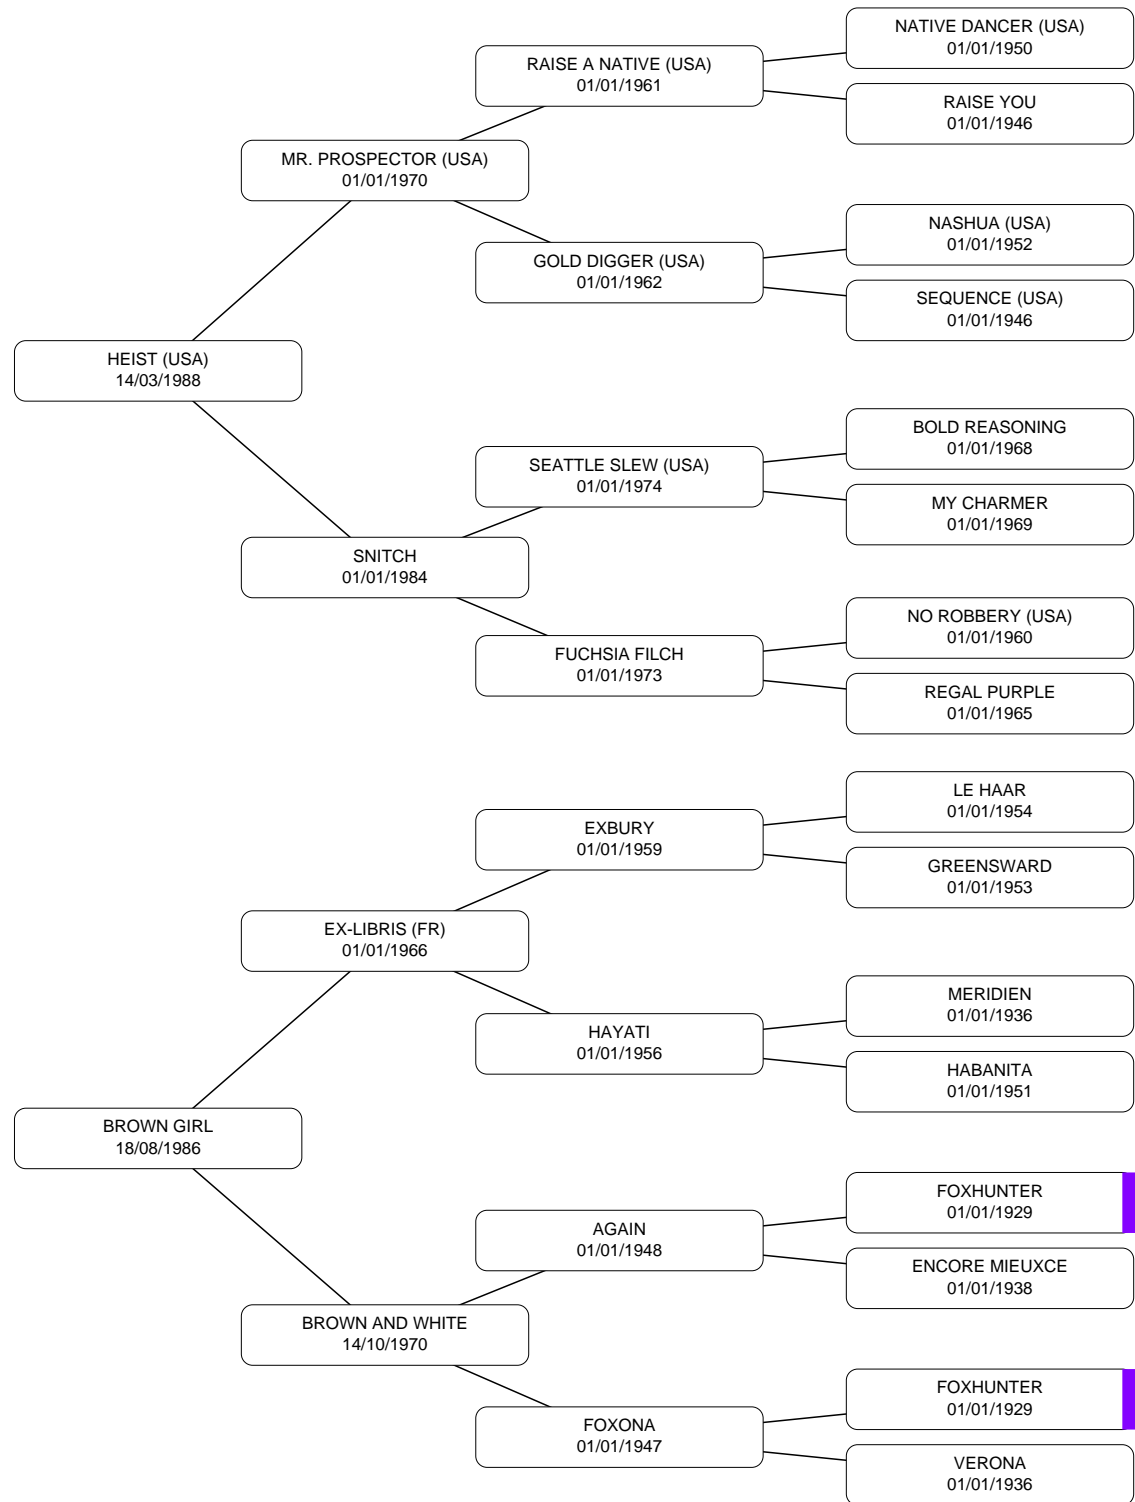 NATIVE DANCER (USA)
01/01/1950
RAISE A NATIVE (USA)
01/01/1961
RAISE YOU
01/01/1946
MR. PROSPECTOR (USA)
01/01/1970
NASHUA (USA)
01/01/1952
GOLD DIGGER (USA)
01/01/1962
SEQUENCE (USA)
01/01/1946
HEIST (USA)
14/03/1988
BOLD REASONING
01/01/1968
SEATTLE SLEW (USA)
01/01/1974
MY CHARMER
01/01/1969
SNITCH
01/01/1984
NO ROBBERY (USA)
01/01/1960
FUCHSIA FILCH
01/01/1973
REGAL PURPLE
01/01/1965
LE HAAR
01/01/1954
EXBURY
01/01/1959
GREENSWARD
01/01/1953
EX-LIBRIS (FR)
01/01/1966
MERIDIEN
01/01/1936
HAYATI
01/01/1956
HABANITA
01/01/1951
BROWN GIRL
18/08/1986
FOXHUNTER
01/01/1929
AGAIN
01/01/1948
ENCORE MIEUXCE
01/01/1938
BROWN AND WHITE
14/10/1970
FOXHUNTER
01/01/1929
FOXONA
01/01/1947
VERONA
01/01/1936